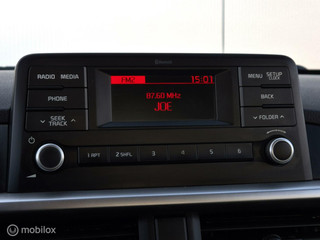 Bluetooth
RADIO MEDIA
FM2 15:01
MENU SETUP
CLOCK
PHONE
87.60 MHz
JOE
BACK
SEEK
TRACK
FOLDER
1 RPT 2 SHFL 3 4 5 6
mobilox